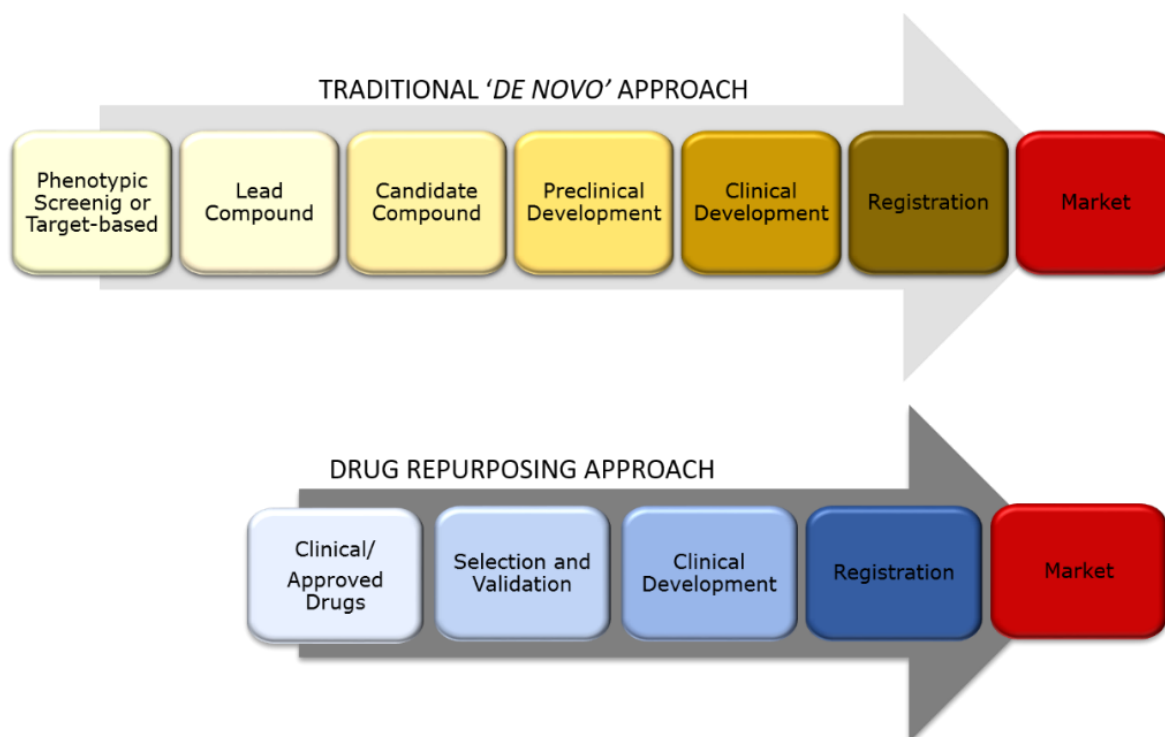 TRADITIONAL ‘DE NOVO’ APPROACH
Phenotypic
Screenig or
Target-based
Lead
Compound
Candidate
Compound
Preclinical
Development
Clinical
Development
Registration
Market
DRUG REPURPOSING APPROACH
Clinical/
Approved
Drugs
Selection and
Validation
Clinical
Development
Registration
Market